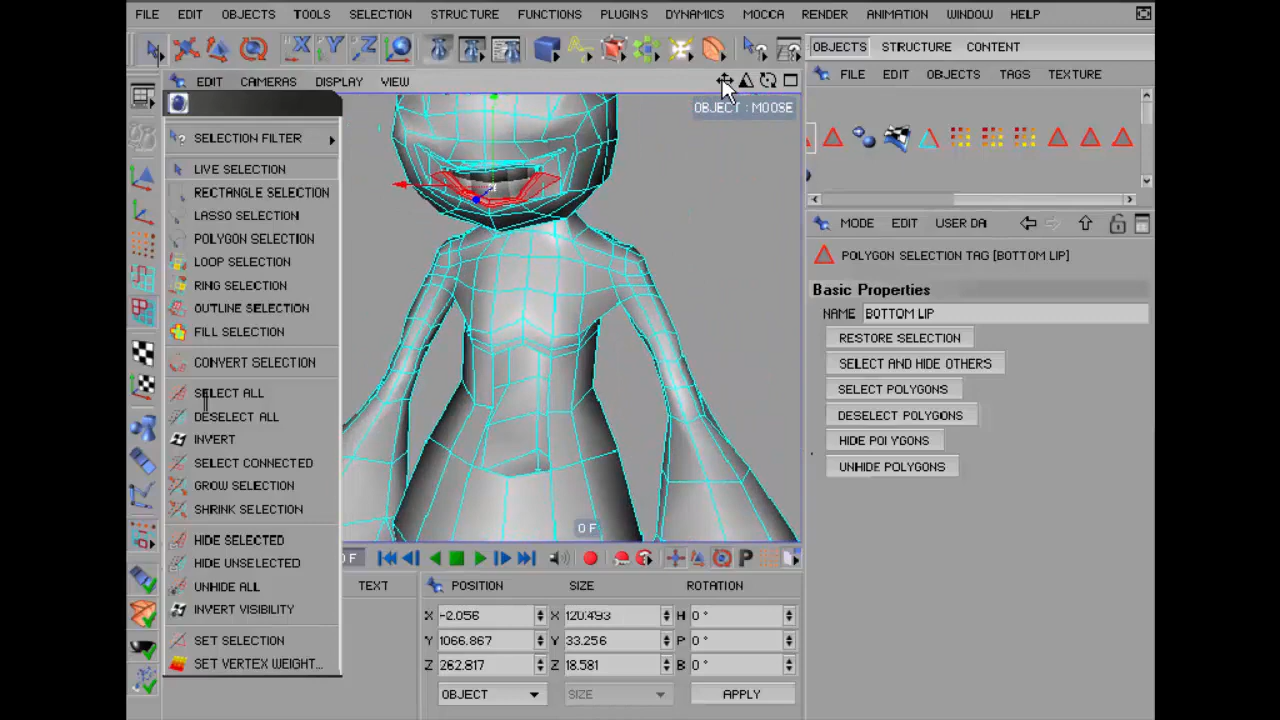 FILE EDIT OBJECTS TOOLS SELECTION STRUCTURE FUNCTIONS PLUGINS DYNAMICS MOCCA RENDER ANIMATION WINDOW HELP
OBJECTS STRUCTURE CONTENT
FILE EDIT OBJECTS TAGS TEXTURE
EDIT CAMERAS DISPLAY VIEW
OBJECT : MOOSE
SELECTION FILTER
LIVE SELECTION
RECTANGLE SELECTION
LASSO SELECTION
POLYGON SELECTION
LOOP SELECTION
RING SELECTION
OUTLINE SELECTION
FILL SELECTION
CONVERT SELECTION
SELECT ALL
DESELECT ALL
INVERT
SELECT CONNECTED
GROW SELECTION
SHRINK SELECTION
HIDE SELECTED
HIDE UNSELECTED
UNHIDE ALL
INVERT VISIBILITY
SET SELECTION
SET VERTEX WEIGHT...
MODE EDIT USER DA
POLYGON SELECTION TAG [BOTTOM LIP]
Basic Properties
NAME BOTTOM LIP
RESTORE SELECTION
SELECT AND HIDE OTHERS
SELECT POLYGONS
DESELECT POLYGONS
HIDE POLYGONS
UNHIDE POLYGONS
0 F
0 F
P
TEXT
POSITION SIZE ROTATION
X -2.056 X 120.493 H 0 °
Y 1066.867 Y 33.256 P 0 °
Z 262.817 Z 18.581 B 0 °
OBJECT SIZE APPLY